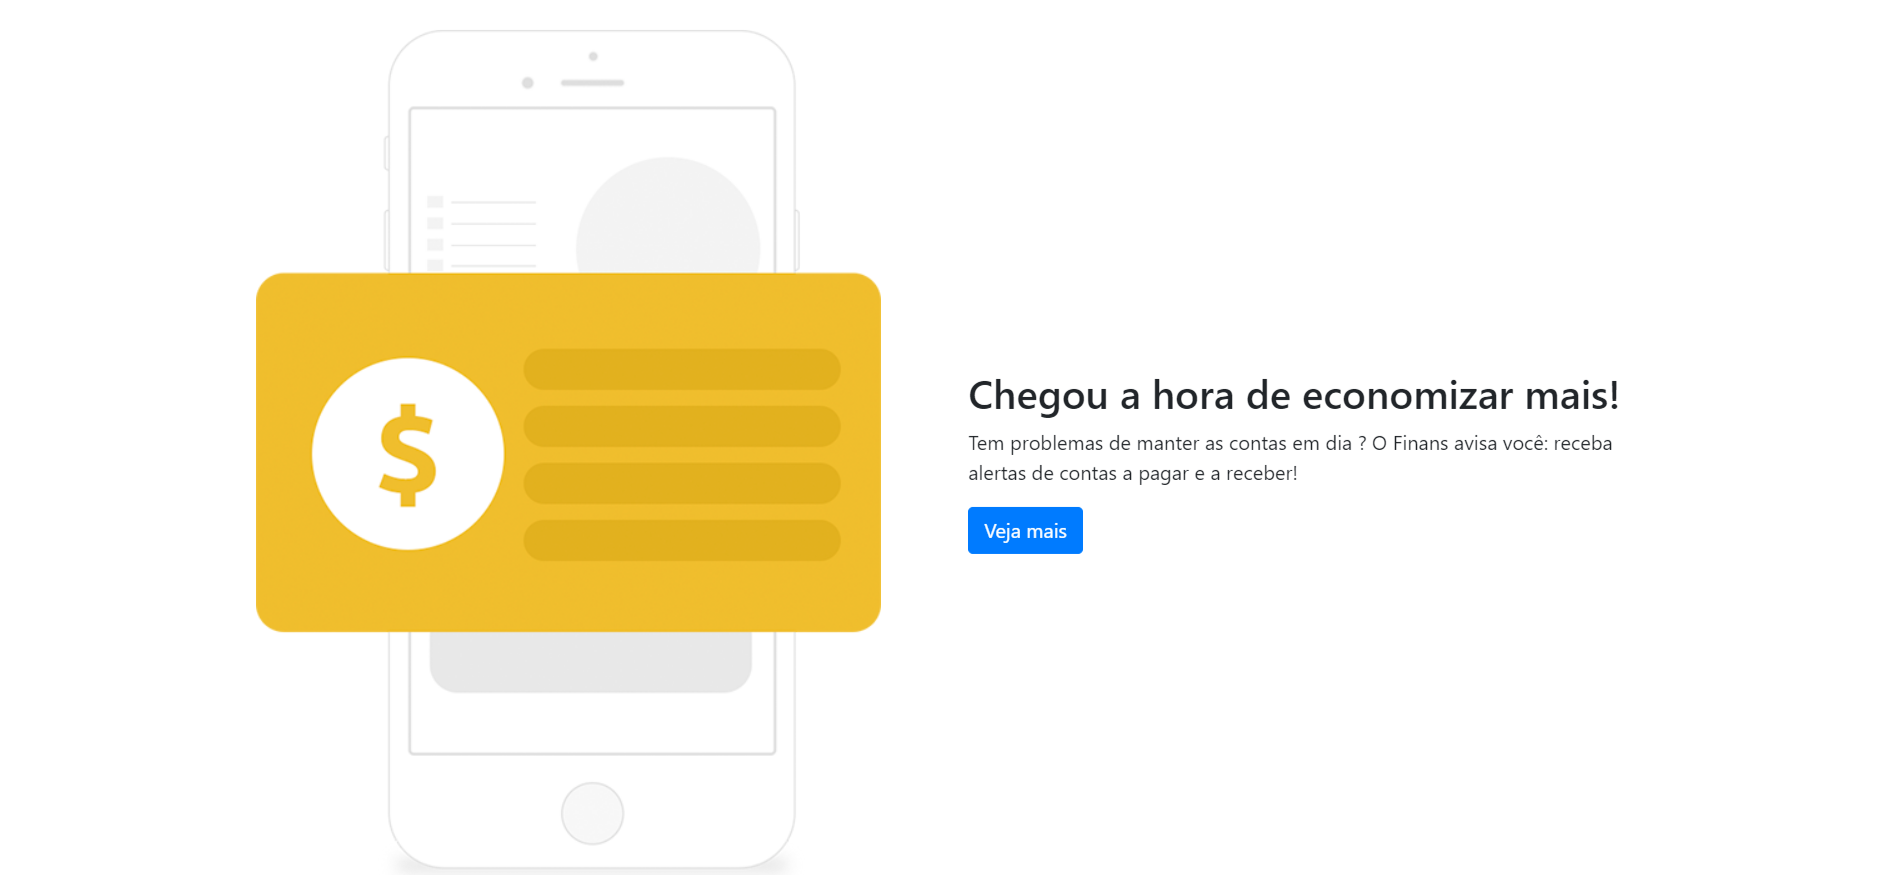 $
Chegou a hora de economizar mais!
Tem problemas de manter as contas em dia ? O Finans avisa você: receba
alertas de contas a pagar e a receber!
Veja mais